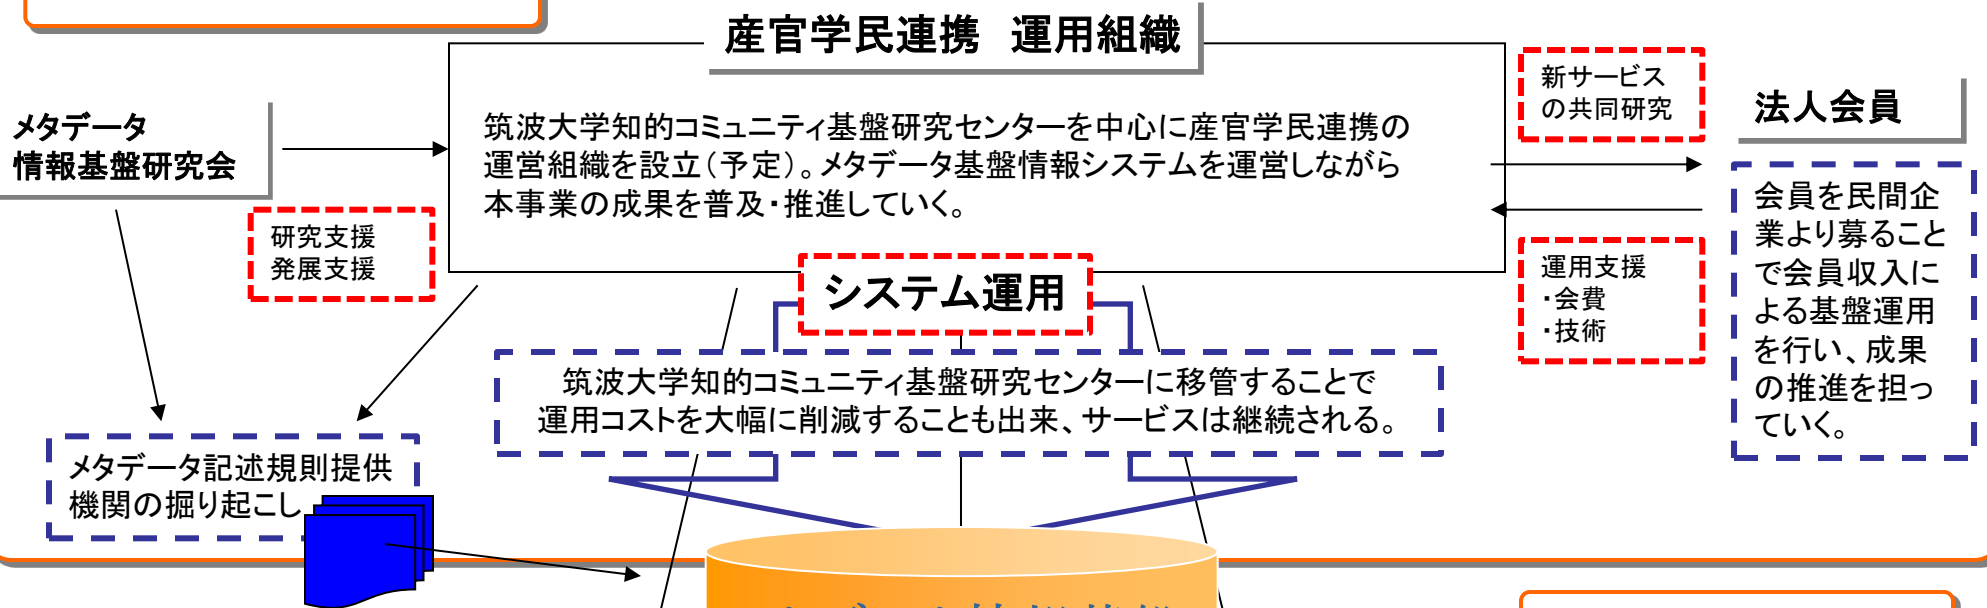 産官学民連携　運用組織
メタデータ
情報基盤研究会
筑波大学知的コミュニティ基盤研究センターを中心に産官学民連携の
運営組織を設立（予定）。メタデータ基盤情報システムを運営しながら
本事業の成果を普及・推進していく。
新サービス
の共同研究
法人会員
研究支援
発展支援
システム運用
運用支援
・会費
・技術
会員を民間企
業より募ること
で会員収入に
よる基盤運用
を行い、成果
の推進を担っ
ていく。
筑波大学知的コミュニティ基盤研究センターに移管することで
運用コストを大幅に削減することも出来、サービスは継続される。
メタデータ記述規則提供
機関の掘り起こし